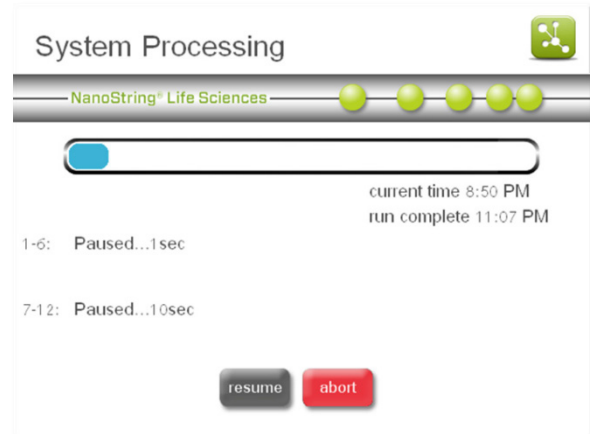 System Processing
NanoString® Life Sciences
current time 8:50 PM
run complete 11:07 PM
1-6: Paused...1sec
7-12: Paused...10sec
resume abort